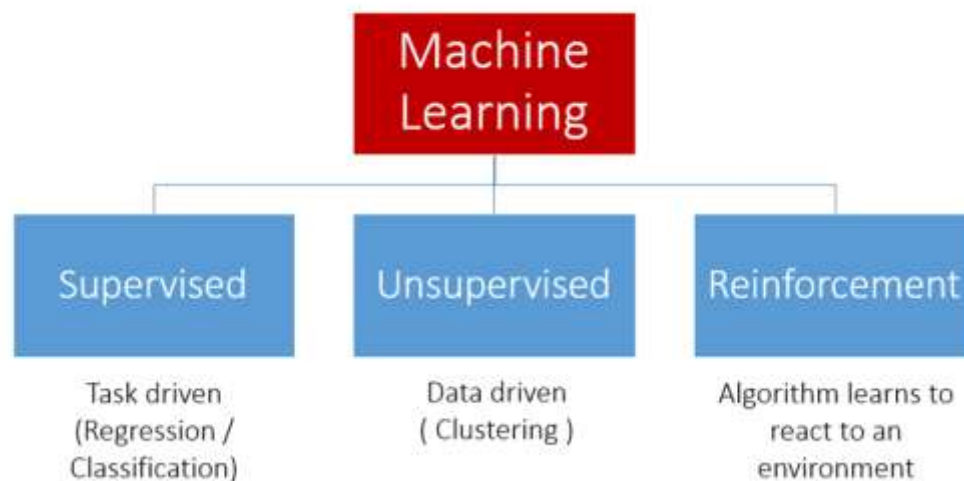 Machine
Learning
Supervised
Unsupervised
Reinforcement
Task driven
(Regression /
Classification)
Data driven
( Clustering )
Algorithm learns to
react to an
environment